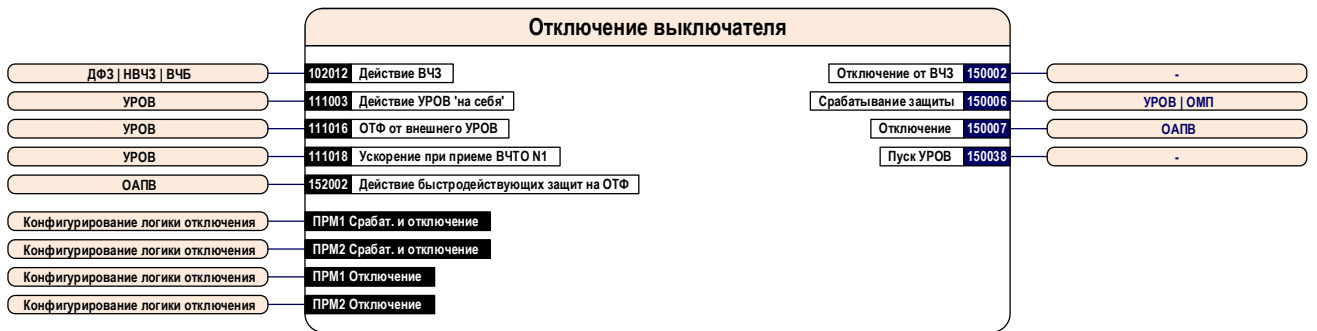 Отключение выключателя
ДФЗ | НВЧЗ | ВЧБ 102012 Действие ВЧЗ Отключение от ВЧЗ 150002 -
УРОВ 111003 Действие УРОВ 'на себя' Срабатывание защиты 150006 УРОВ | ОМП
УРОВ 111016 ОТФ от внешнего УРОВ Отключение 150007 ОАПВ
УРОВ 111018 Ускорение при приеме ВЧТО N1 Пуск УРОВ 150038 -
ОАПВ 152002 Действие быстродействующих защит на ОТФ
Конфигурирование логики отключения ПРМ1 Срабат. и отключение
Конфигурирование логики отключения ПРМ2 Срабат. и отключение
Конфигурирование логики отключения ПРМ1 Отключение
Конфигурирование логики отключения ПРМ2 Отключение